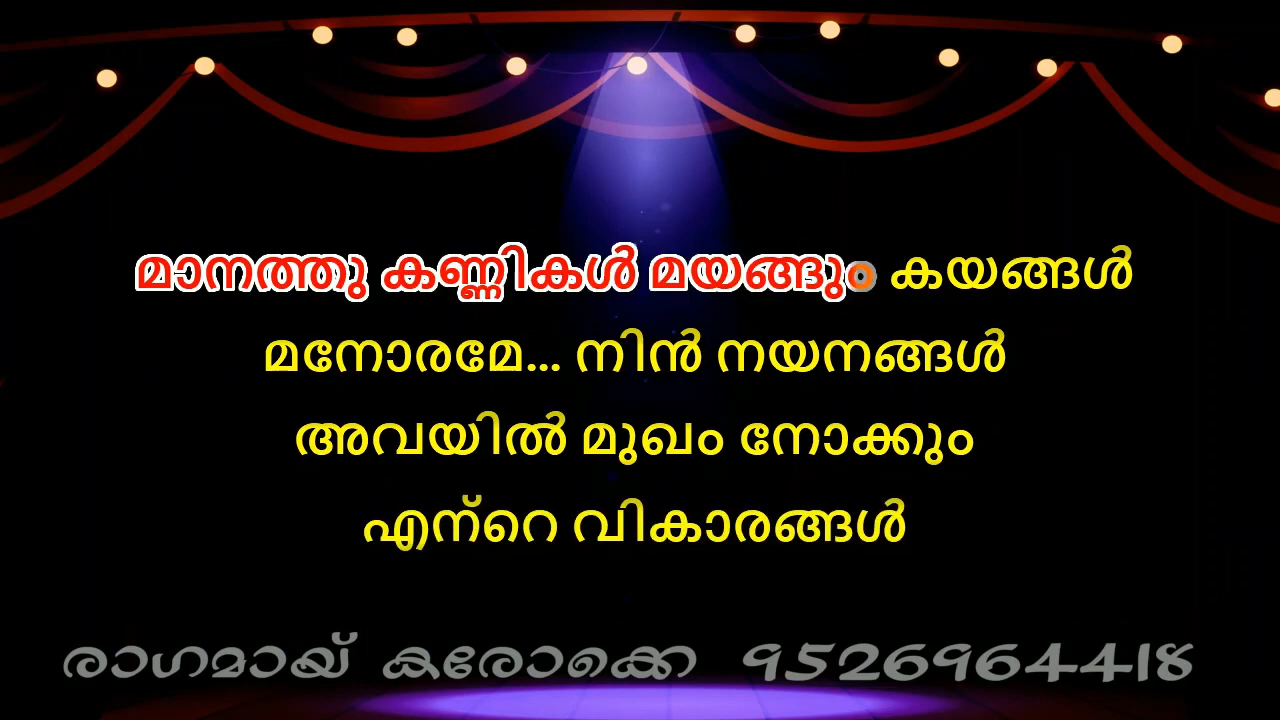 മാനത്തു കണ്ണികൾ മയങ്ങും കയങ്ങൾ
മനോരമേ... നിൻ നയനങ്ങൾ
അവയിൽ മുഖം നോക്കും
എന്റെ വികാരങ്ങൾ
രാഗമായ് കരോക്കെ 9526964418